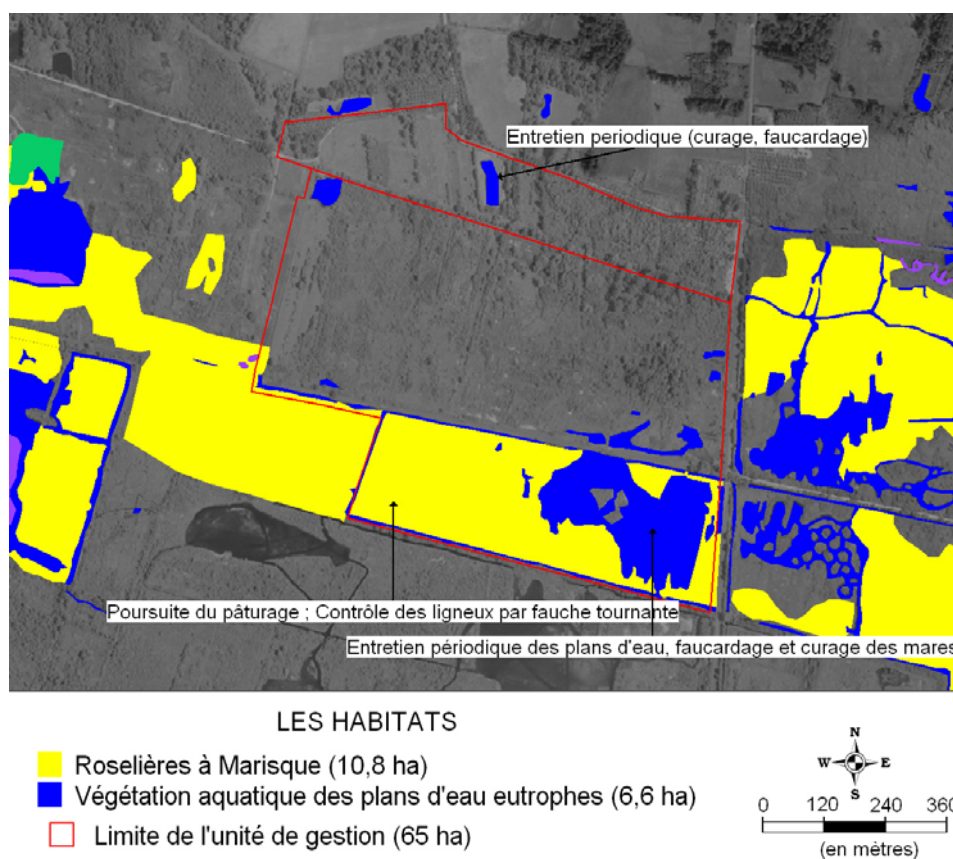 Entretien periodique (curage, faucardage)
Poursuite du pâturage ; Contrôle des ligneux par fauche tournante
Entretien périodique des plans d'eau, faucardage et curage des mares
LES HABITATS
Roselières à Marisque (10,8 ha)
Végétation aquatique des plans d'eau eutrophes (6,6 ha)
Limite de l'unité de gestion (65 ha)
N
W E
S
0 120 240 360
(en mètres)